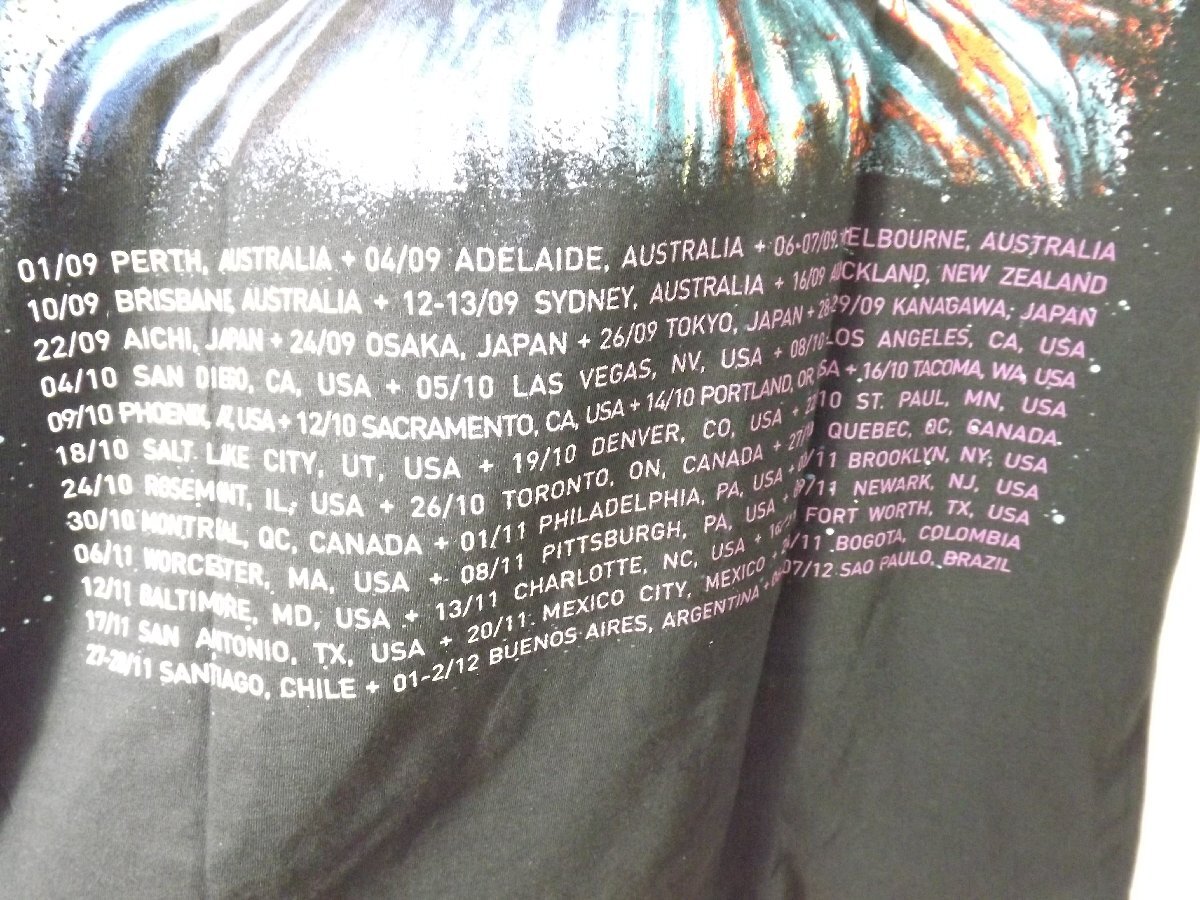 01/09 PERTH, AUSTRALIA + 04/09 ADELAIDE, AUSTRALIA + 06-07/09 MELBOURNE, AUSTRALIA
10/09 BRISBANE, AUSTRALIA + 12-13/09 SYDNEY, AUSTRALIA + 16/09 AUCKLAND, NEW ZEALAND
22/09 AICHI, JAPAN + 24/09 OSAKA, JAPAN + 26/09 TOKYO, JAPAN + 28-29/09 KANAGAWA, JAPAN
04/10 SAN DIEGO, CA, USA + 05/10 LAS VEGAS, NV, USA + 08/10 LOS ANGELES, CA, USA
09/10 PHOENIX, AZ, USA + 12/10 SACRAMENTO, CA, USA + 14/10 PORTLAND, OR, USA + 16/10 TACOMA, WA, USA
18/10 SALT LAKE CITY, UT, USA + 19/10 DENVER, CO, USA + 22/10 ST. PAUL, MN, USA
24/10 ROSEMONT, IL, USA + 26/10 TORONTO, ON, CANADA + QUEBEC, QC, CANADA
30/10 MONTRIAL, QC, CANADA + 01/11 PHILADELPHIA, PA, USA + /11 BROOKLYN, NY, USA
06/11 WORCESTER, MA, USA + 08/11 PITTSBURGH, PA, USA + /11 NEWARK, NJ, USA
12/11 BALTIMORE, MD, USA + 13/11 CHARLOTTE, NC, USA + FORT WORTH, TX, USA
17/11 SAN ANTONIO, TX, USA + 20/11 MEXICO CITY, MEXICO + /11 BOGOTA, COLOMBIA
27-28/11 SANTIAGO, CHILE + 01-2/12 BUENOS AIRES, ARGENTINA + 07/12 SAO PAULO, BRAZIL